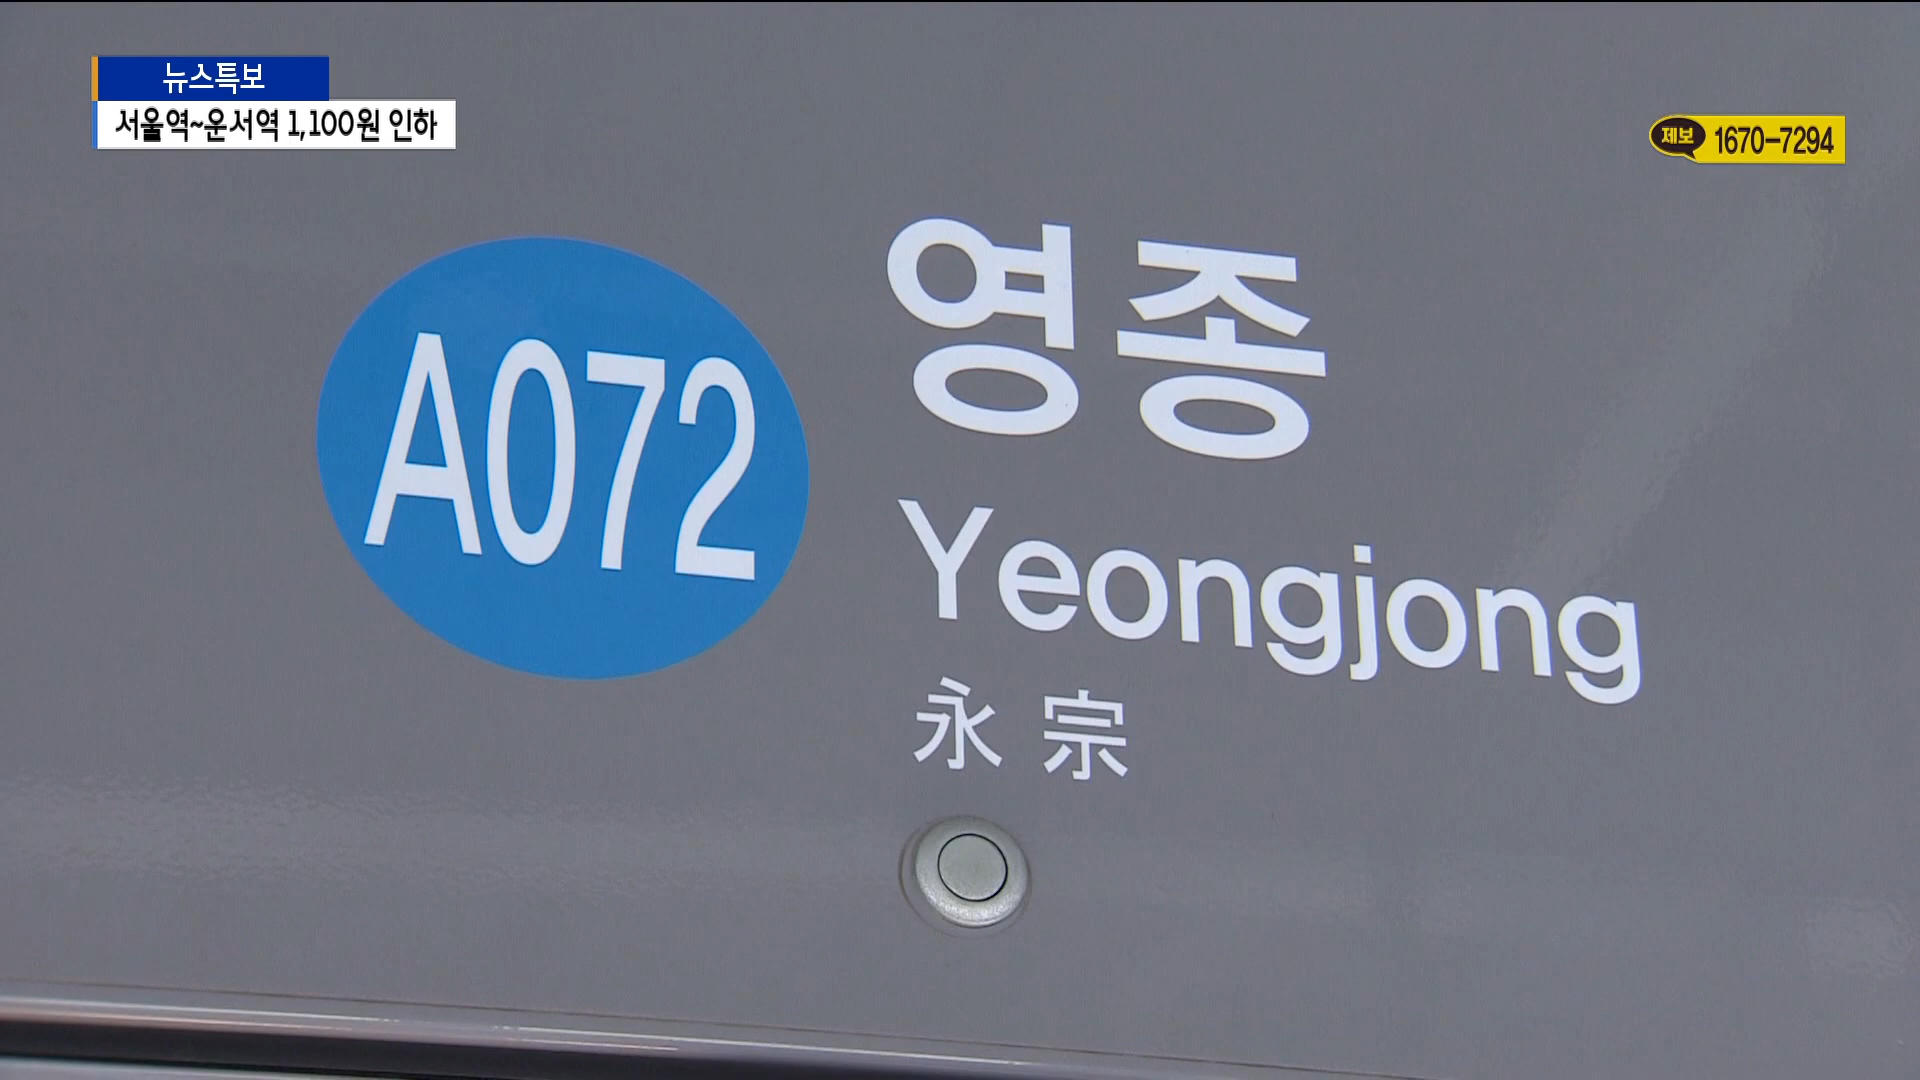 뉴스특보
서울역~운서역 1,100원 인하
제보 1670-7294
A072
영종
Yeongjong
永宗